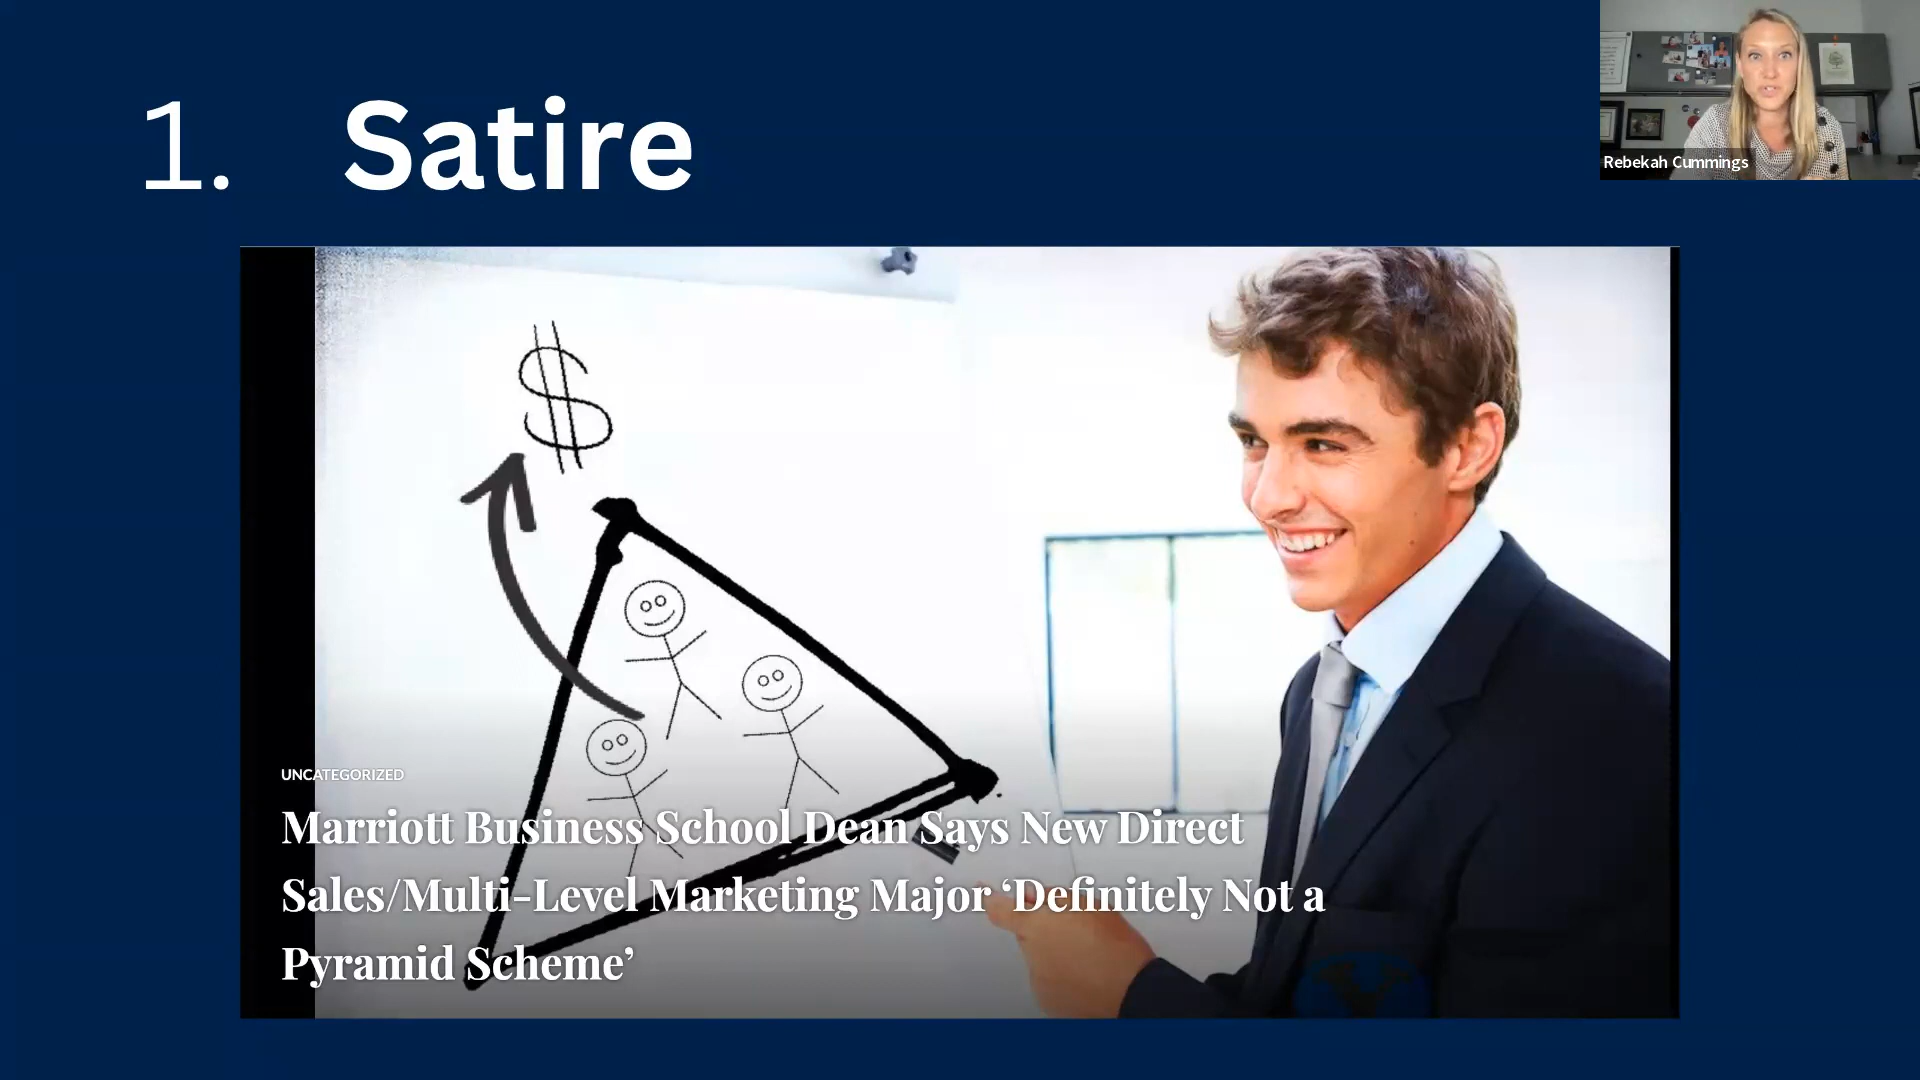 1. Satire
Rebekah Cummings
$
UNCATEGORIZED
Marriott Business School Dean Says New Direct
Sales/Multi-Level Marketing Major ‘Definitely Not a
Pyramid Scheme’
Y